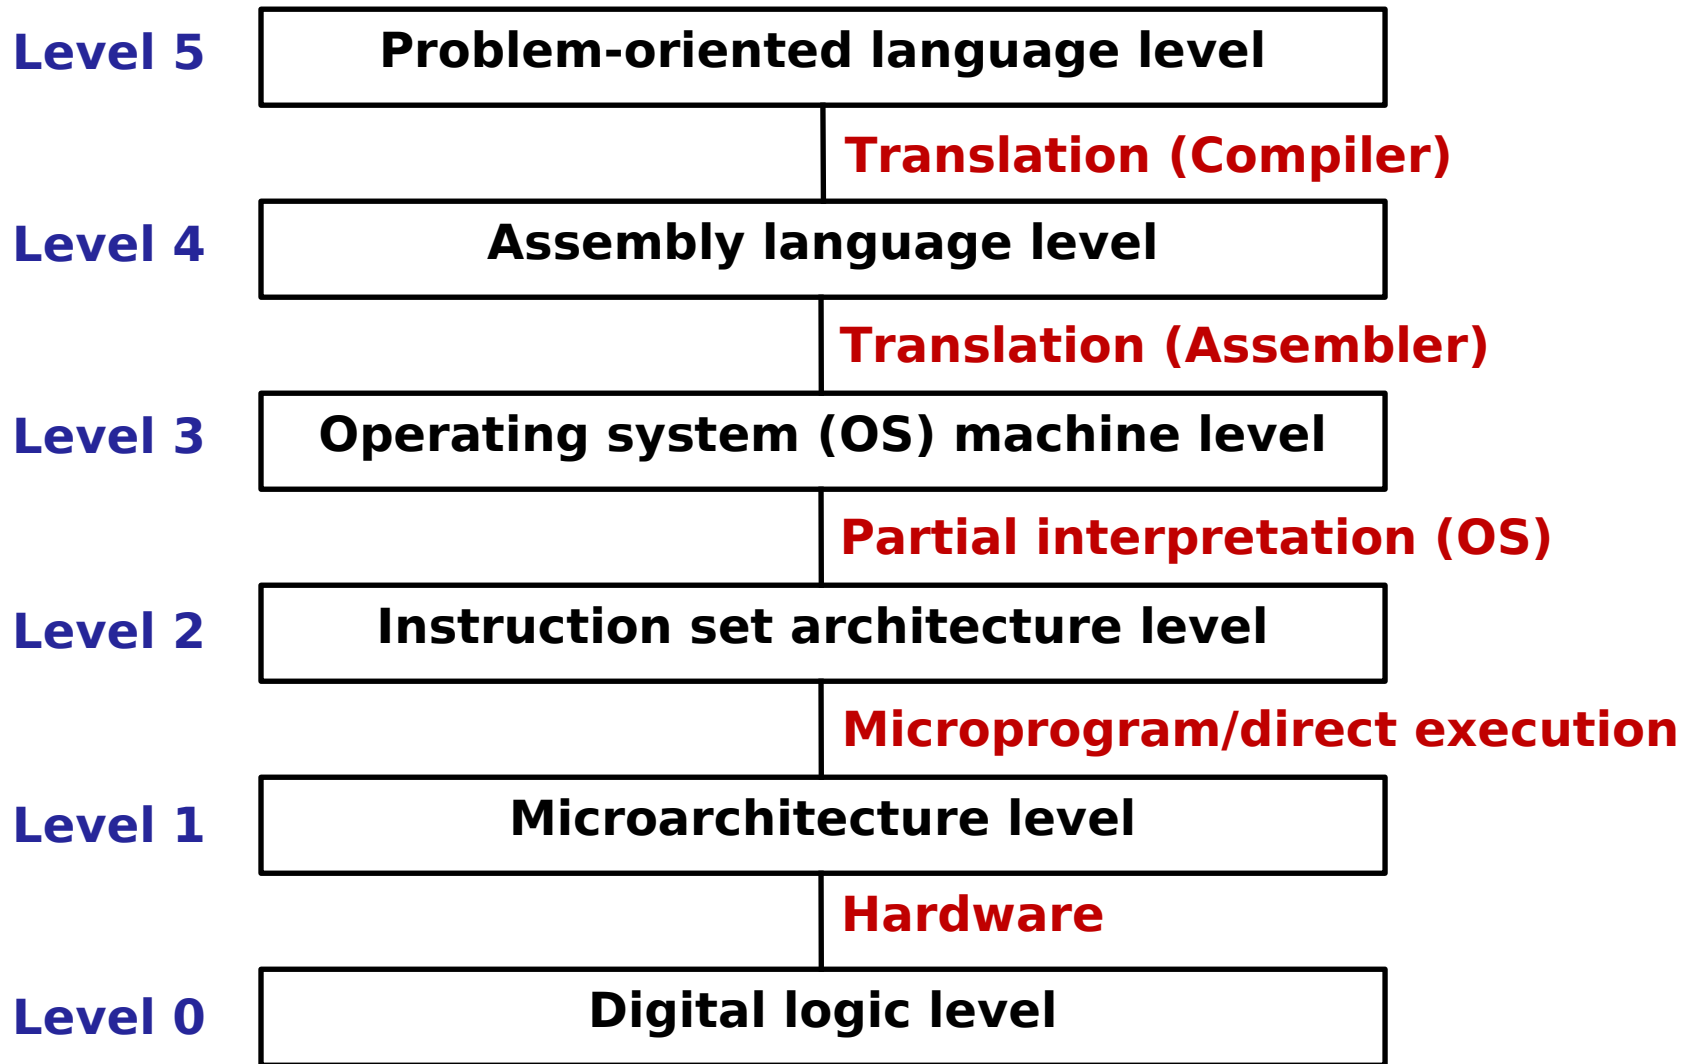 Level 5
Problem-oriented language level
Translation (Compiler)
Level 4
Assembly language level
Translation (Assembler)
Level 3
Operating system (OS) machine level
Partial interpretation (OS)
Level 2
Instruction set architecture level
Microprogram/direct execution
Level 1
Microarchitecture level
Hardware
Level 0
Digital logic level